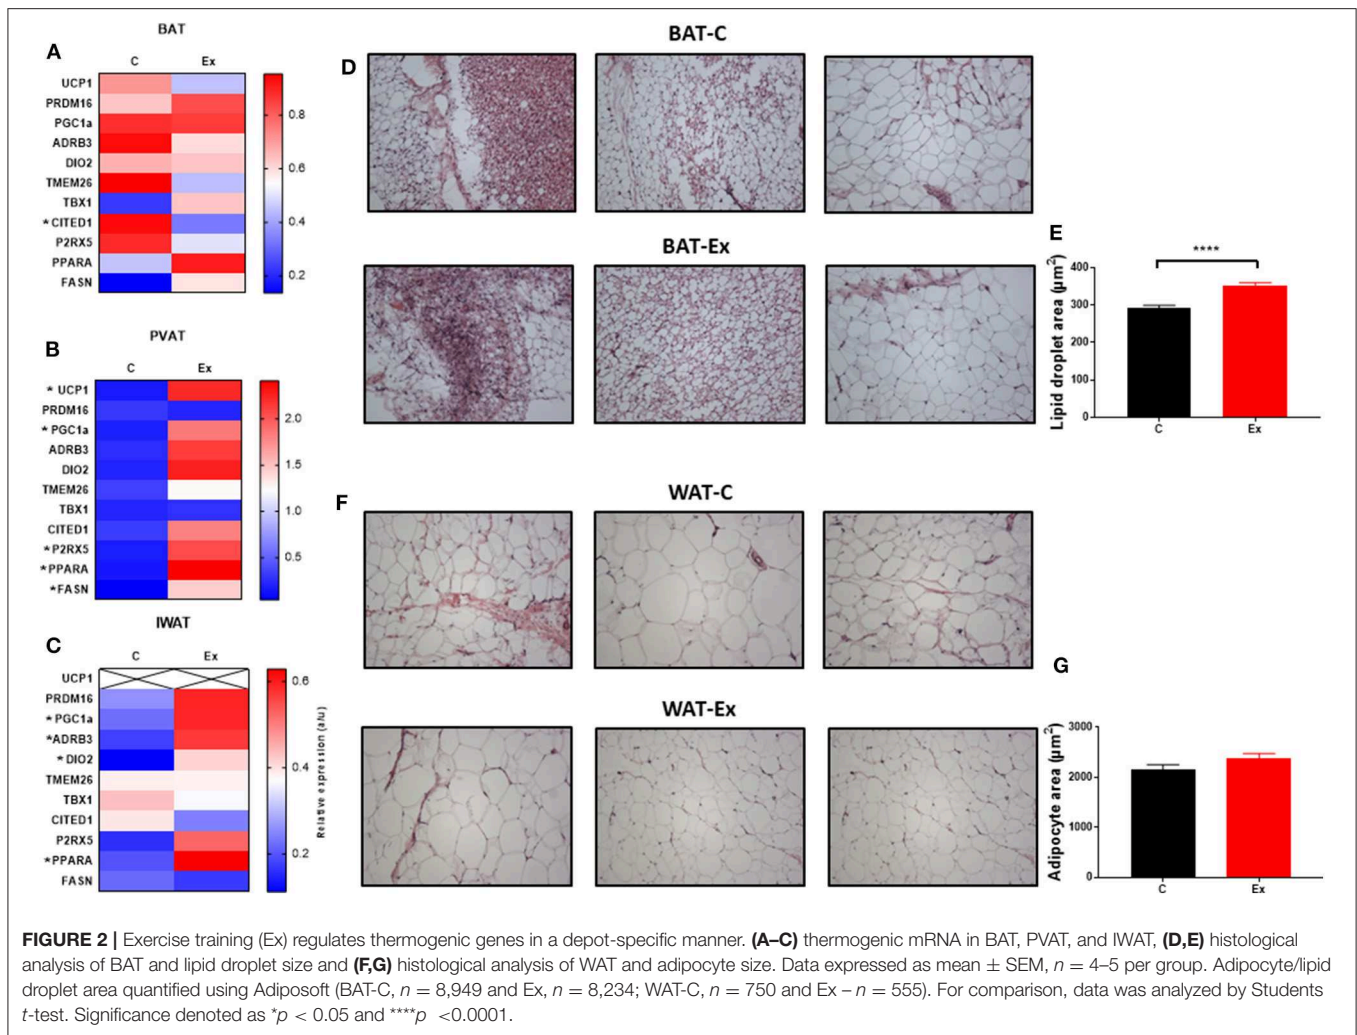 BAT
A
C Ex
UCP1
PRDM16
PGC1a
ADRB3
DIO2
TMEM26
TBX1
*CITED1
P2RX5
PPARA
FASN
0.8
0.6
0.4
0.2
PVAT
B
C Ex
* UCP1
PRDM16
* PGC1a
ADRB3
DIO2
TMEM26
TBX1
CITED1
*P2RX5
*PPARA
*FASN
2.0
1.5
1.0
0.5
IWAT
C
C Ex
UCP1
PRDM16
*PGC1a
*ADRB3
*DIO2
TMEM26
TBX1
CITED1
P2RX5
*PPARA
FASN
0.6
0.2
Relative expression (a/u)
D
BAT-C
BAT-Ex
E
****
Lipid droplet area (µm²)
400
300
200
100
0
C Ex
F
WAT-C
WAT-Ex
G
Adipocyte area (µm²)
3000
2000
1000
0
C Ex
FIGURE 2 | Exercise training (Ex) regulates thermogenic genes in a depot-specific manner. (A–C) thermogenic mRNA in BAT, PVAT, and IWAT, (D,E) histological
analysis of BAT and lipid droplet size and (F,G) histological analysis of WAT and adipocyte size. Data expressed as mean ± SEM, n = 4–5 per group. Adipocyte/lipid
droplet area quantified using Adiposoft (BAT-C, n = 8,949 and Ex, n = 8,234; WAT-C, n = 750 and Ex – n = 555). For comparison, data was analyzed by Students
t-test. Significance denoted as *p < 0.05 and ****p <0.0001.